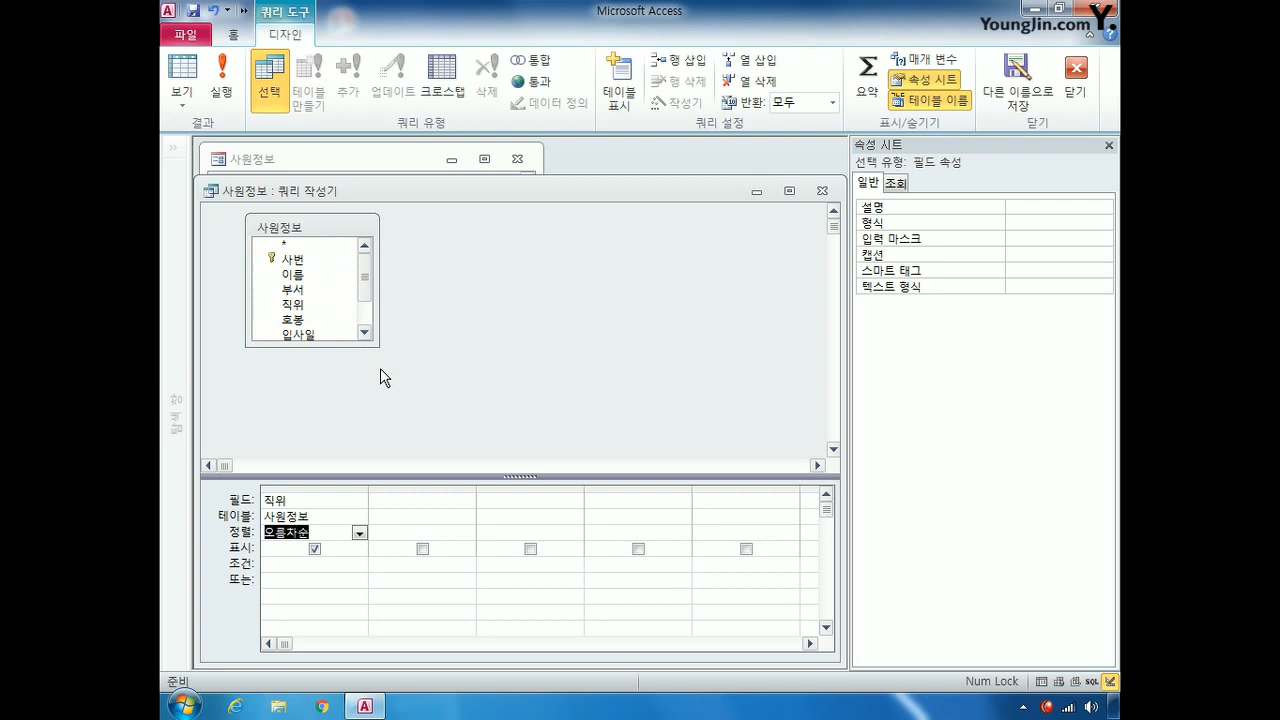 쿼리 도구
Microsoft Access
YoungJin.com Y.
파일
홈
디자인
보기
실행
선택
테이블 만들기
추가
업데이트
크로스탭
삭제
통합
통과
데이터 정의
테이블 표시
행 삽입
행 삭제
작성기
열 삽입
열 삭제
반환: 모두
요약
매개 변수
속성 시트
테이블 이름
다른 이름으로 저장
닫기
결과
쿼리 유형
쿼리 설정
표시/숨기기
닫기
사원정보
사원정보 : 쿼리 작성기
사원정보
*
사번
이름
부서
직위
호봉
입사일
탐색 창
필드: 직위
테이블: 사원정보
정렬: 오름차순
표시:
조건:
또는:
속성 시트
선택 유형: 필드 속성
일반 조회
설명
형식
입력 마스크
캡션
스마트 태그
텍스트 형식
준비
Num Lock
SQL